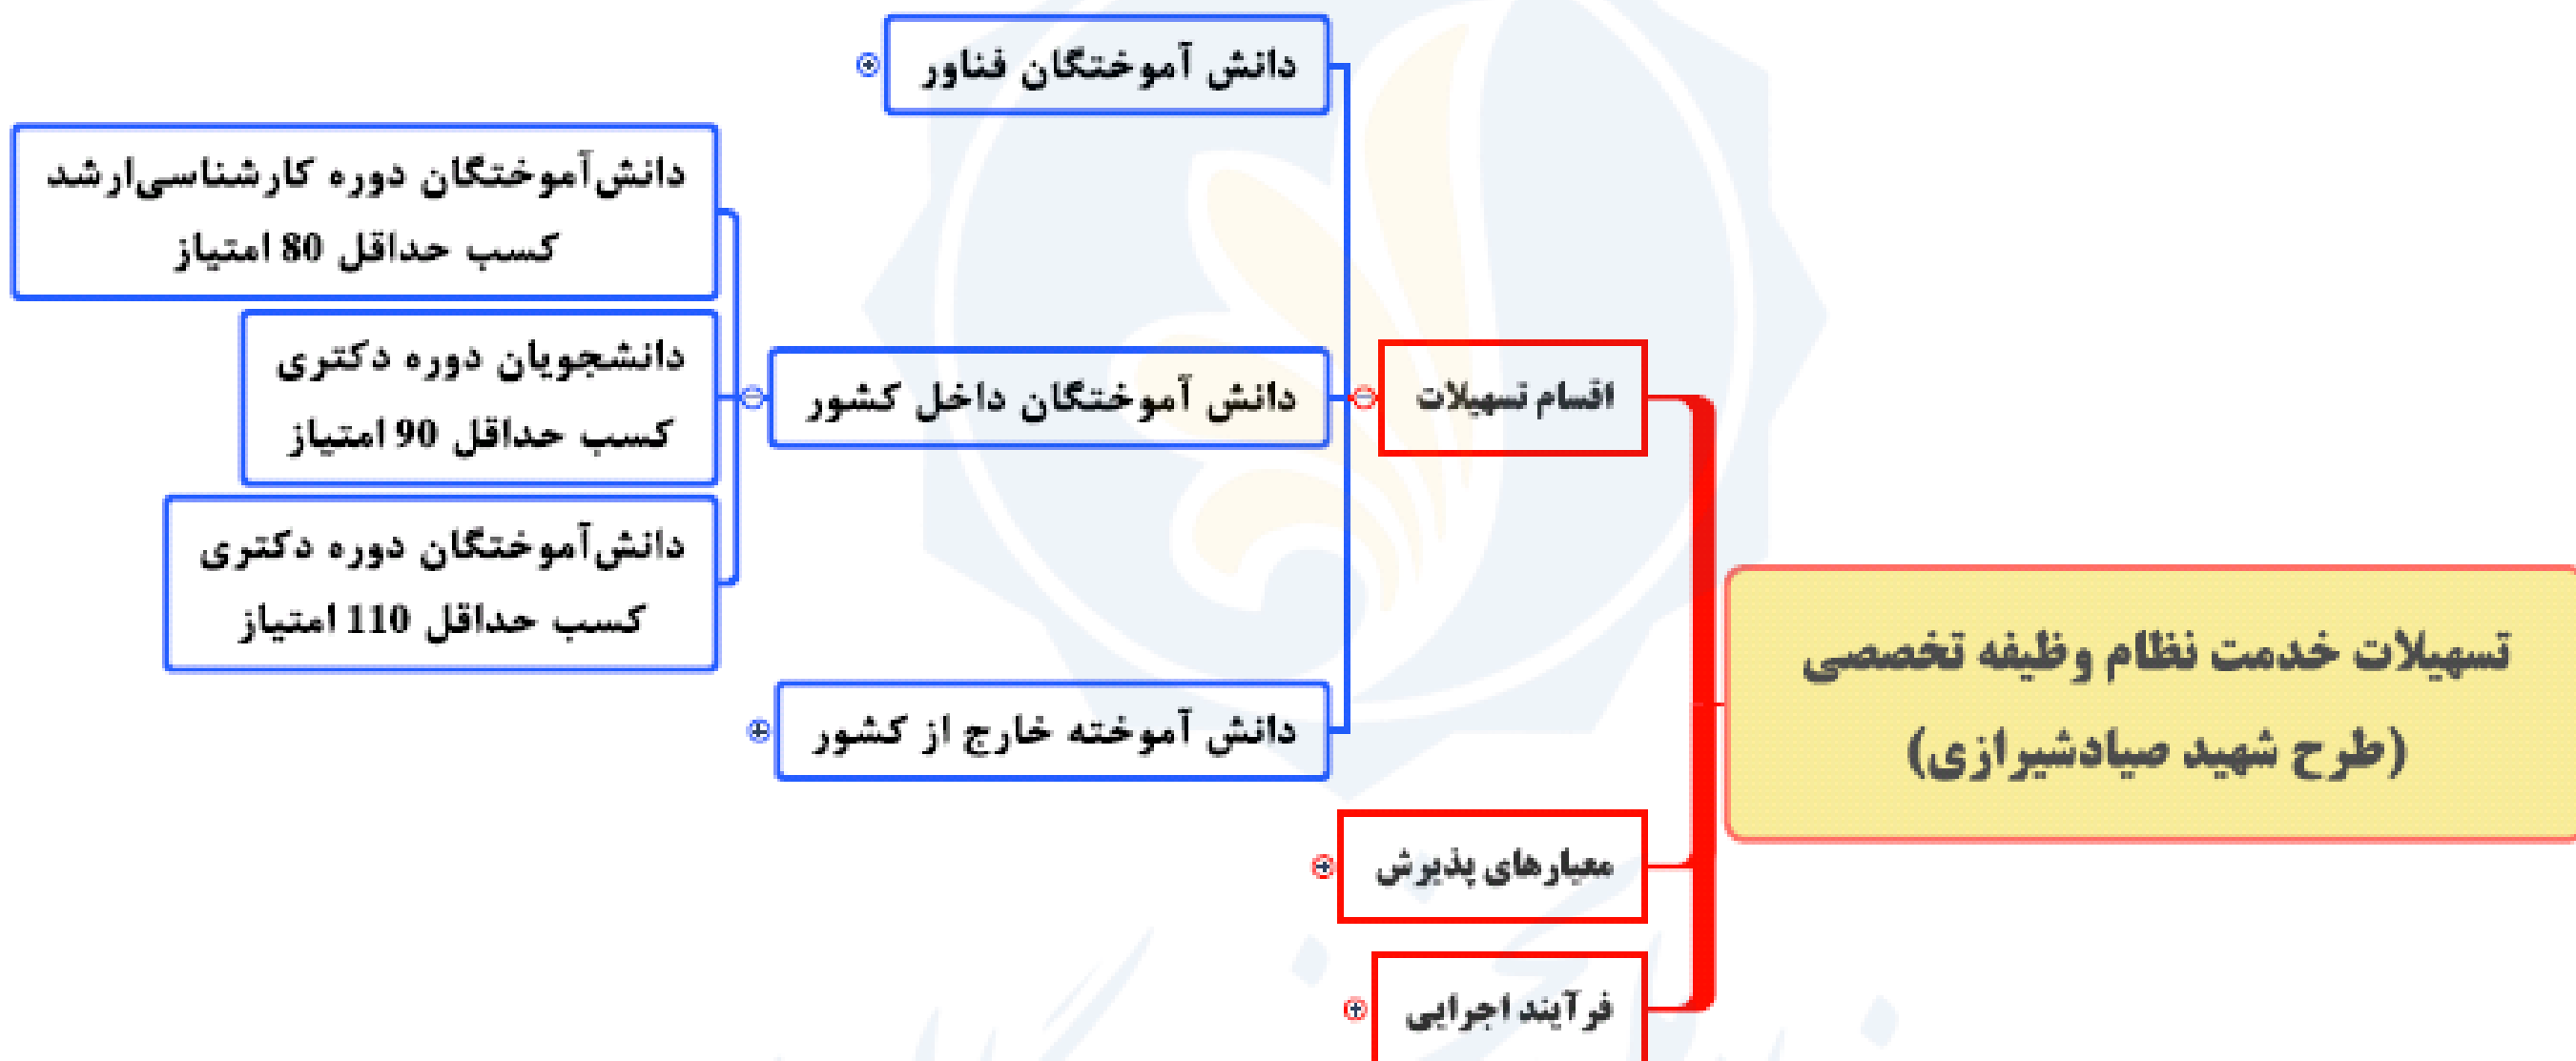 تسهیلات خدمت نظام وظیفه تخصصی
(طرح شهید صیادشیرازی)
اقسام تسهیلات
دانش آموختگان فناور
دانش آموختگان داخل کشور
دانش‌آموختگان دوره کارشناسی‌ارشد
کسب حداقل 80 امتیاز
دانشجویان دوره دکتری
کسب حداقل 90 امتیاز
دانش‌آموختگان دوره دکتری
کسب حداقل 110 امتیاز
دانش آموخته خارج از کشور
معیارهای پذیرش
فرآیند اجرایی